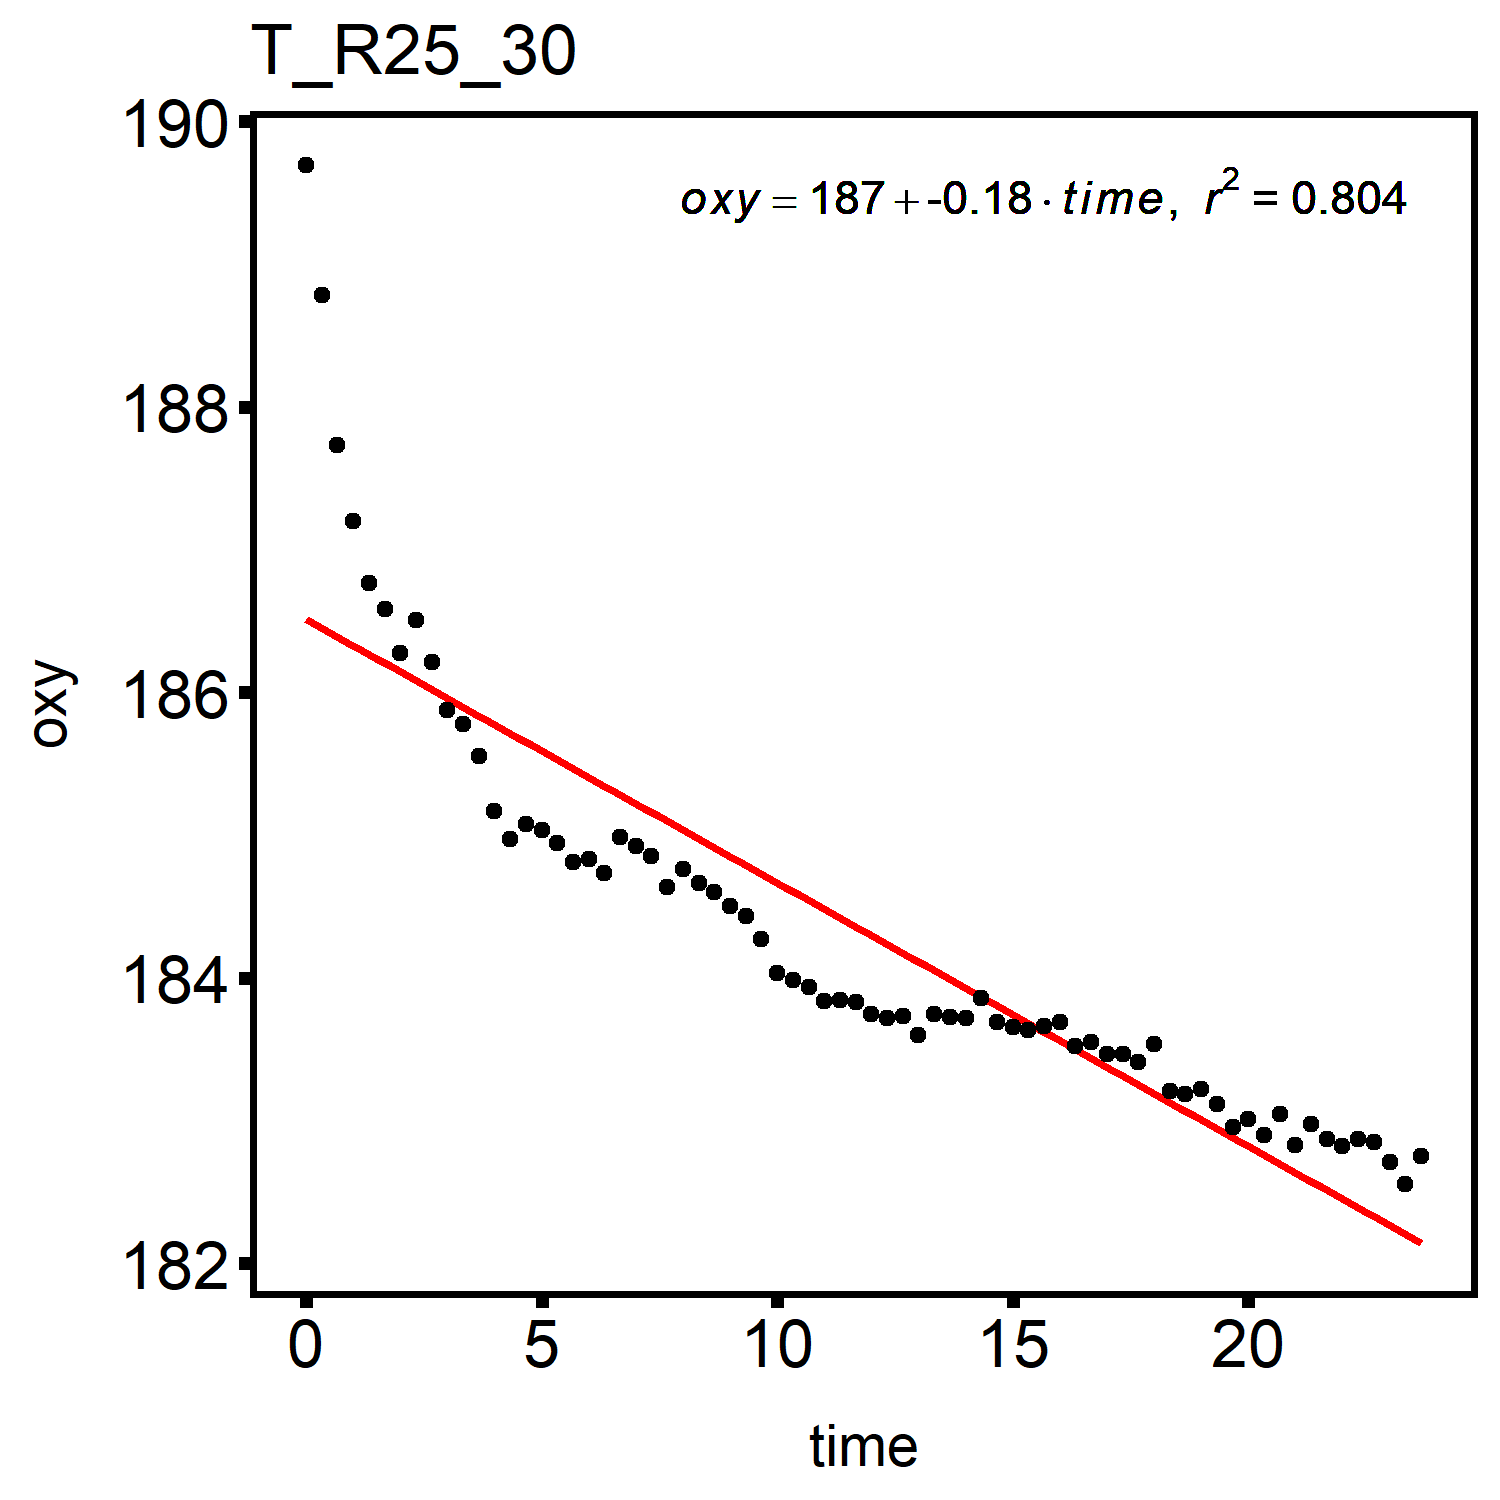 T_R25_30
oxy = 187 + -0.18 · time, r² = 0.804
190
188
186
184
182
oxy
0 5 10 15 20
time